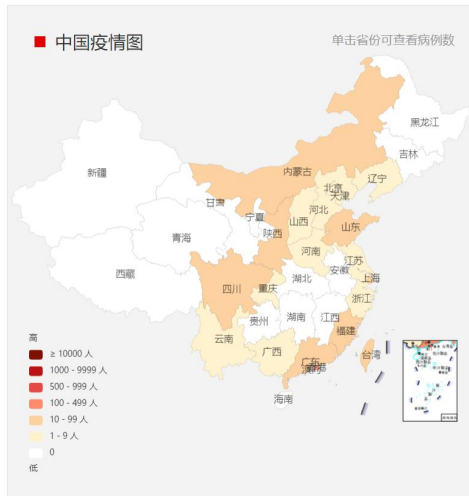 中国疫情图
单击省份可查看病例数
黑龙江
吉林
新疆
内蒙古
辽宁
北京
天津
甘肃
宁夏
山西
河北
青海
陕西
山东
河南
江苏
西藏
四川
重庆
湖北
安徽
上海
浙江
贵州
湖南
江西
福建
云南
广西
广东
台湾
海南
高
≥ 10000 人
1000 - 9999 人
500 - 999 人
100 - 499 人
10 - 99 人
1 - 9 人
0
低